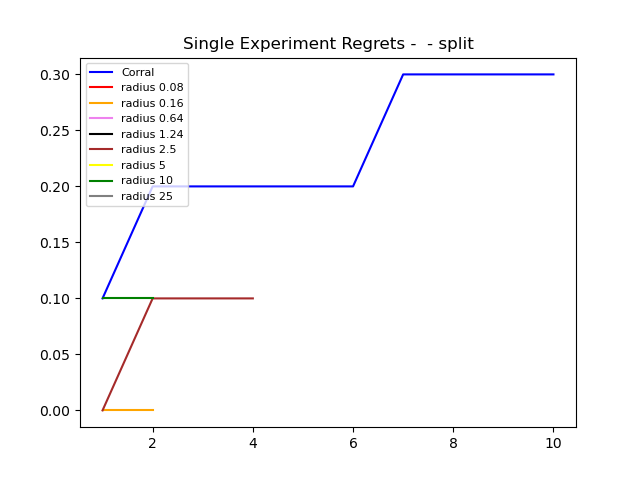 Single Experiment Regrets -  - split
0.30
0.25
0.20
0.15
0.10
0.05
0.00
Corral
radius 0.08
radius 0.16
radius 0.64
radius 1.24
radius 2.5
radius 5
radius 10
radius 25
2 4 6 8 10